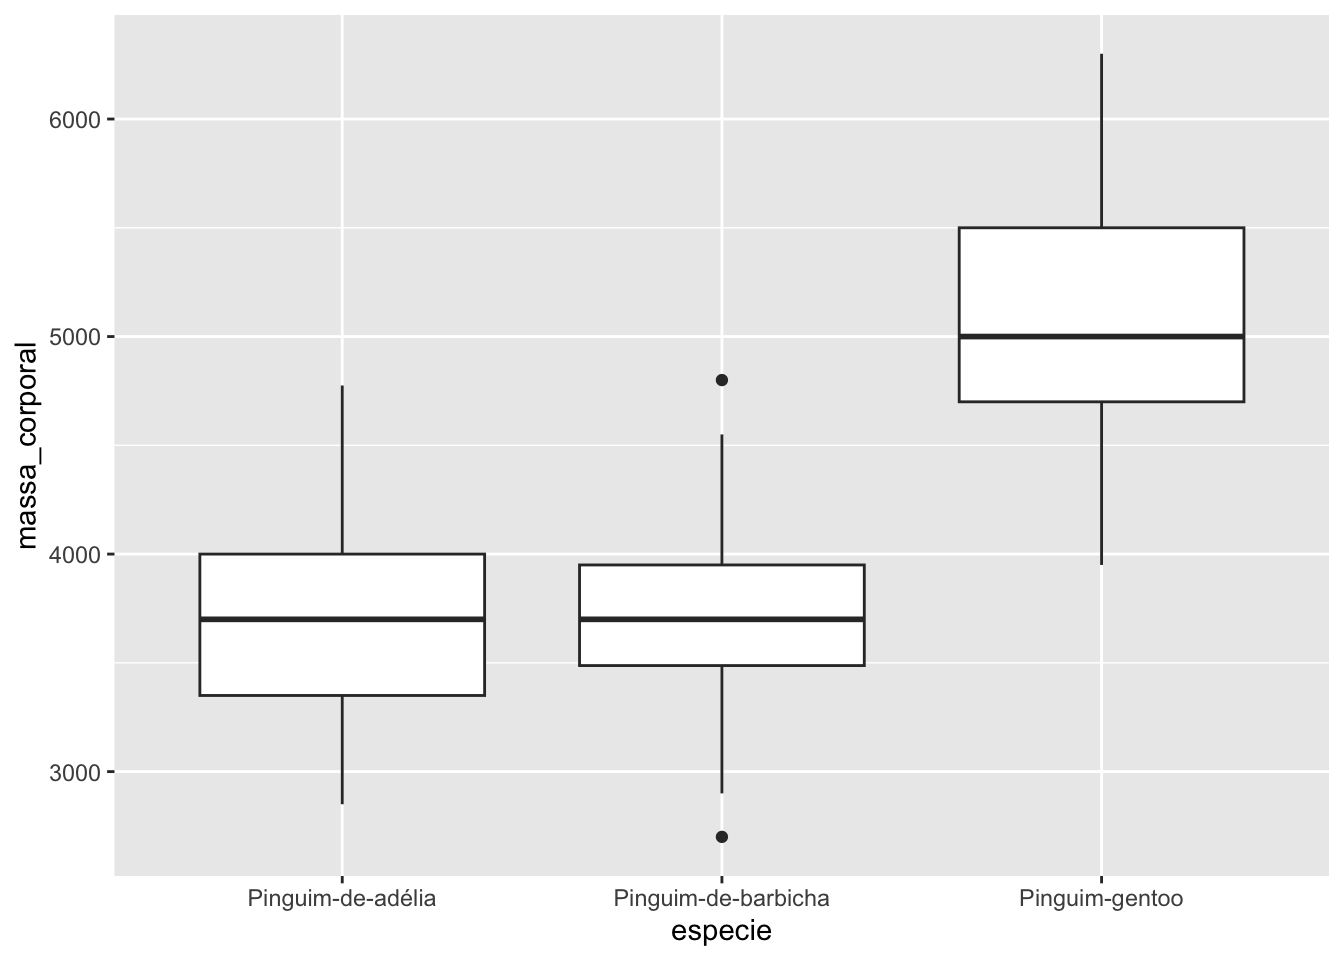 massa_corporal
6000
5000
4000
3000
Pinguim-de-adélia
Pinguim-de-barbicha
Pinguim-gentoo
especie